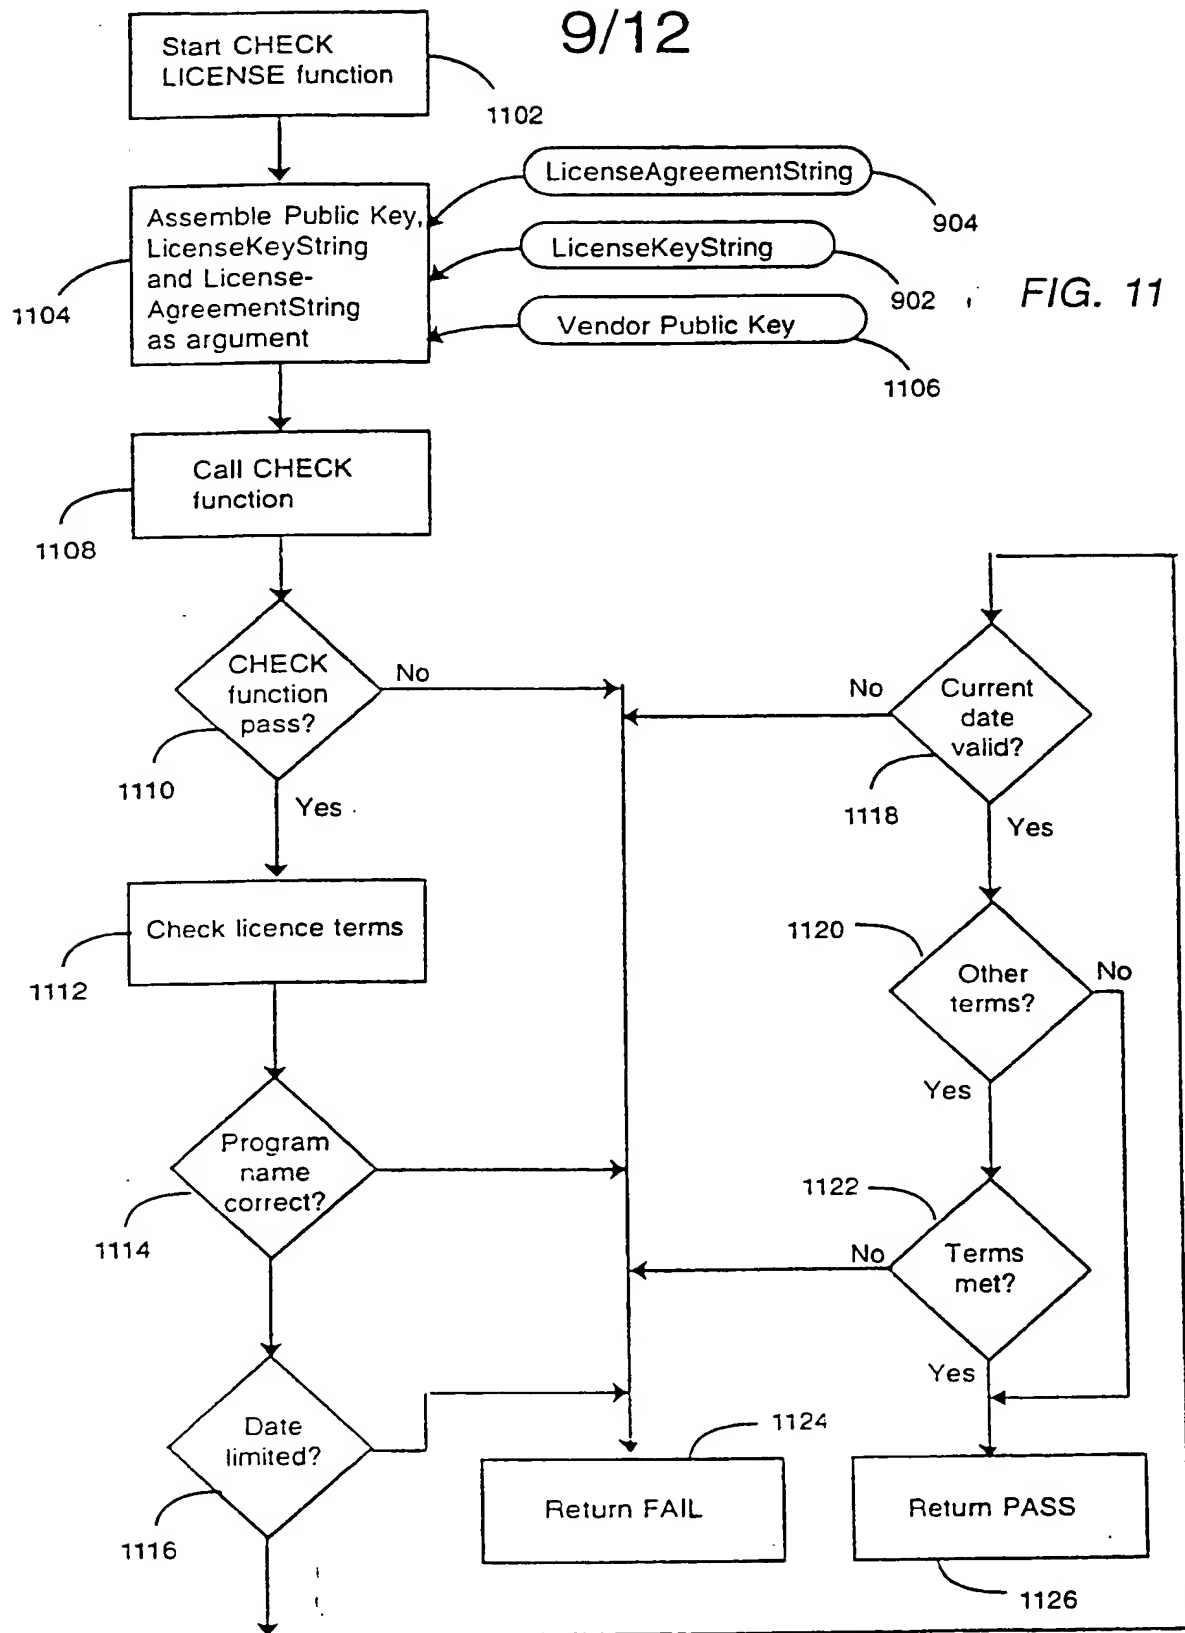 9/12
Start CHECK
LICENSE function
1102
LicenseAgreementString
904
Assemble Public Key,
LicenseKeyString
and License-
AgreementString
as argument
1104
LicenseKeyString
902
FIG. 11
Vendor Public Key
1106
Call CHECK
function
1108
CHECK
function
pass?
No
1110
Yes
No
Current
date
valid?
1118
Yes
Check licence terms
1112
1120
Other
terms?
No
Yes
Program
name
correct?
1114
1122
No
Terms
met?
Yes
Date
limited?
1116
1124
Return FAIL
Return PASS
1126